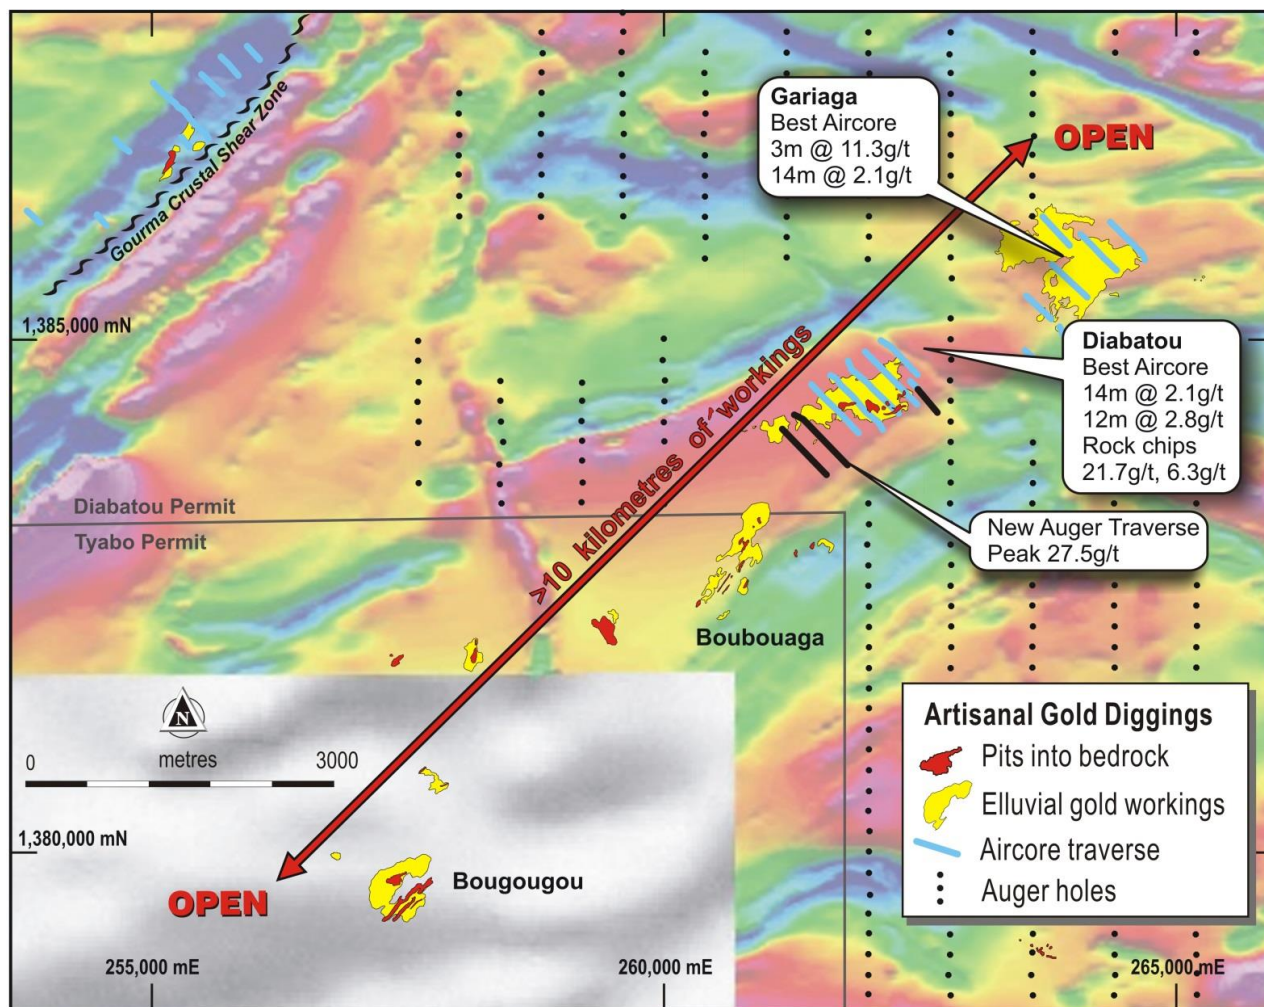 Gourma Crustal Shear Zone
Gariaga
Best Aircore
3m @ 11.3g/t
14m @ 2.1g/t
OPEN
1,385,000 mN
>10 kilometres of workings
Diabatou
Best Aircore
14m @ 2.1g/t
12m @ 2.8g/t
Rock chips
21.7g/t, 6.3g/t
Diabatou Permit
Tyabo Permit
New Auger Traverse
Peak 27.5g/t
Boubouaga
N
0 metres 3000
Artisanal Gold Diggings
Pits into bedrock
Elluvial gold workings
Aircore traverse
Auger holes
1,380,000 mN
Bougougou
OPEN
255,000 mE
260,000 mE
265,000 mE